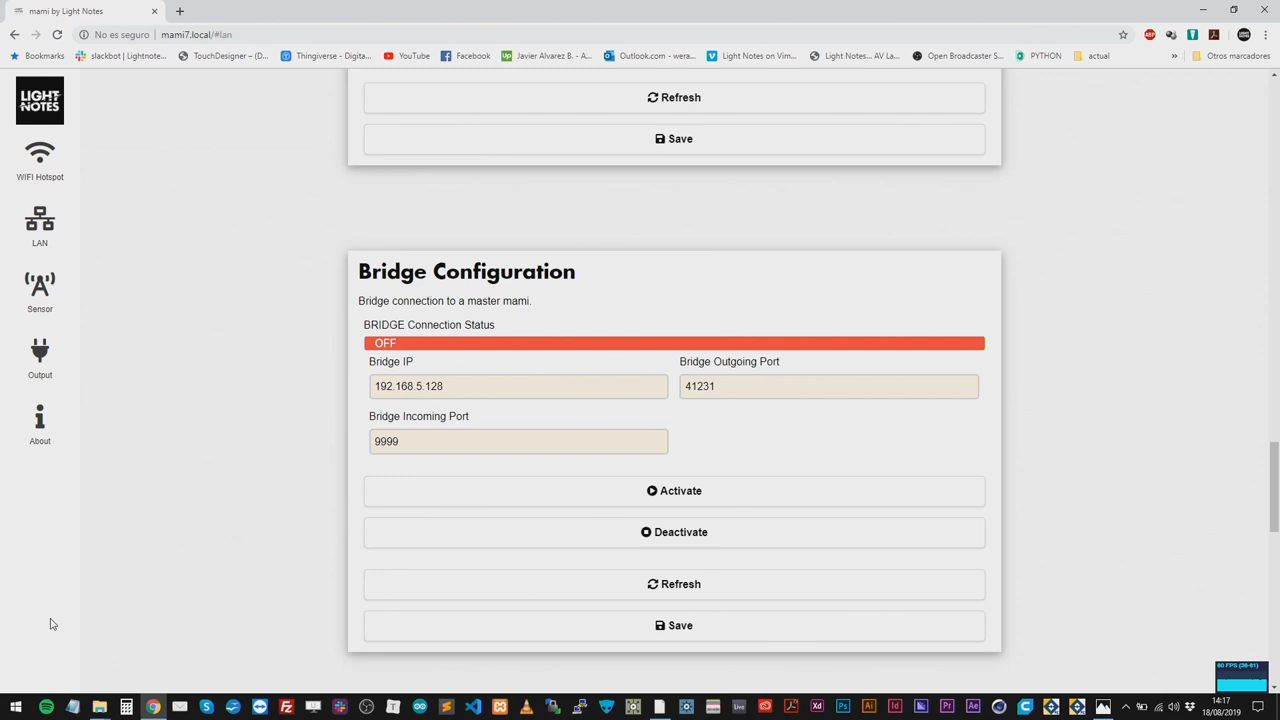 mami by Light Notes
No es seguro | mami7.local/#lan
Bookmarks
slackbot | Lightnote...
TouchDesigner – (D...
Thingiverse - Digita...
YouTube
Facebook
Javier Alvarez B. - A...
Outlook.com - wera...
Light Notes on Vim...
Light Notes... AV La...
Open Broadcaster S...
PYTHON
actual
»
Otros marcadores
LIGHT
NOTES
WIFI Hotspot
LAN
Sensor
Output
About
Refresh
Save
Bridge Configuration
Bridge connection to a master mami.
BRIDGE Connection Status
OFF
Bridge IP
Bridge Outgoing Port
192.168.5.128
41231
Bridge Incoming Port
9999
Activate
Deactivate
Refresh
Save
60 FPS (36-61)
14:17
18/08/2019